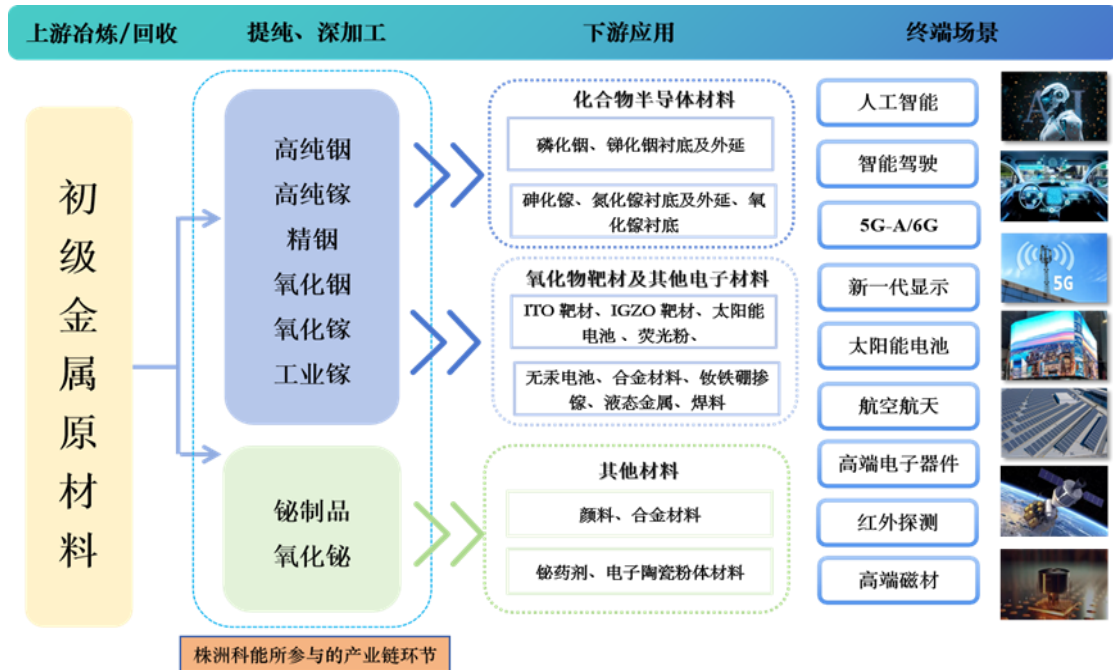 上游冶炼/回收
提纯、深加工
下游应用
终端场景
初级金属原材料
高纯铟
高纯镓
精铟
氧化铟
氧化镓
工业镓
铋制品
氧化铋
株洲科能所参与的产业链环节
化合物半导体材料
磷化铟、锑化铟衬底及外延
砷化镓、氮化镓衬底及外延、氧
化镓衬底
氧化物靶材及其他电子材料
ITO 靶材、IGZO 靶材、太阳能
电池 、荧光粉、
无汞电池、合金材料、钕铁硼掺
镓、液态金属、焊料
其他材料
颜料、合金材料
铋药剂、电子陶瓷粉体材料
人工智能
智能驾驶
5G-A/6G
新一代显示
太阳能电池
航空航天
高端电子器件
红外探测
高端磁材
AI
5G